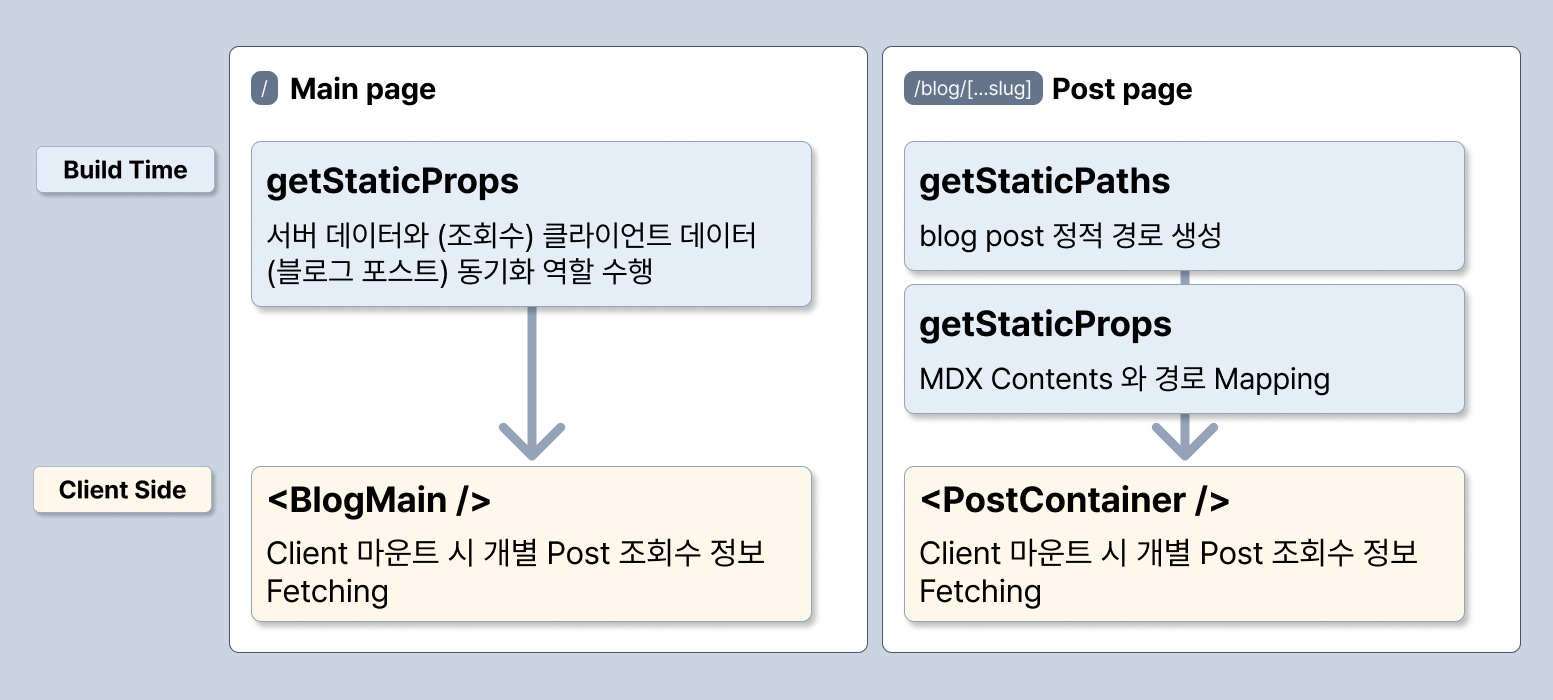 / Main page
/blog/[...slug] Post page
Build Time
getStaticProps
서버 데이터와 (조회수) 클라이언트 데이터
(블로그 포스트) 동기화 역할 수행
getStaticPaths
blog post 정적 경로 생성
getStaticProps
MDX Contents 와 경로 Mapping
Client Side
<BlogMain />
Client 마운트 시 개별 Post 조회수 정보
Fetching
<PostContainer />
Client 마운트 시 개별 Post 조회수 정보
Fetching